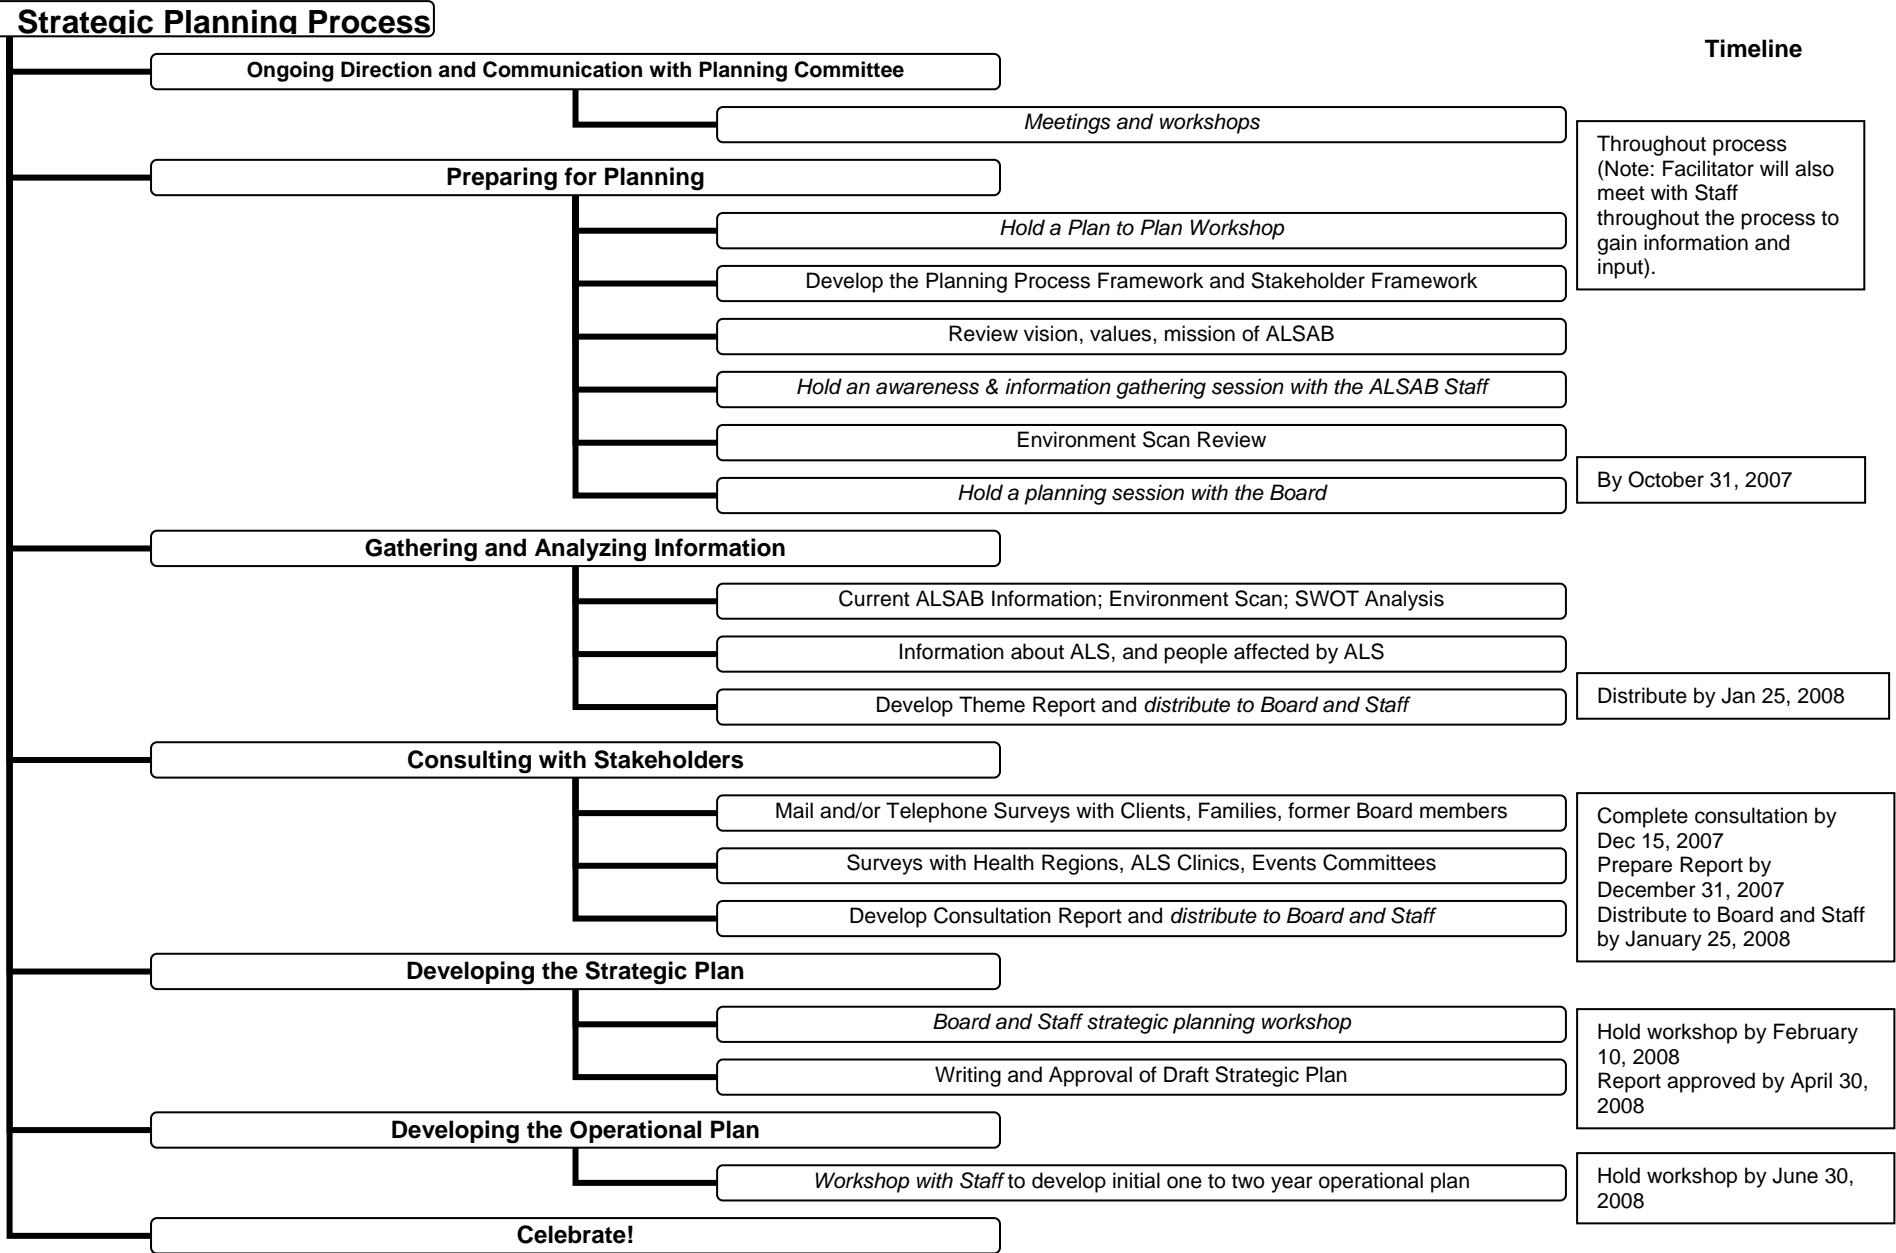 Strategic Planning Process
Timeline
Ongoing Direction and Communication with Planning Committee
Meetings and workshops
Throughout process
(Note: Facilitator will also
meet with Staff
throughout the process to
gain information and
input).
Preparing for Planning
Hold a Plan to Plan Workshop
Develop the Planning Process Framework and Stakeholder Framework
Review vision, values, mission of ALSAB
Hold an awareness & information gathering session with the ALSAB Staff
Environment Scan Review
Hold a planning session with the Board
By October 31, 2007
Gathering and Analyzing Information
Current ALSAB Information; Environment Scan; SWOT Analysis
Information about ALS, and people affected by ALS
Develop Theme Report and distribute to Board and Staff
Distribute by Jan 25, 2008
Consulting with Stakeholders
Mail and/or Telephone Surveys with Clients, Families, former Board members
Surveys with Health Regions, ALS Clinics, Events Committees
Develop Consultation Report and distribute to Board and Staff
Complete consultation by
Dec 15, 2007
Prepare Report by
December 31, 2007
Distribute to Board and Staff
by January 25, 2008
Developing the Strategic Plan
Board and Staff strategic planning workshop
Writing and Approval of Draft Strategic Plan
Hold workshop by February
10, 2008
Report approved by April 30,
2008
Developing the Operational Plan
Workshop with Staff to develop initial one to two year operational plan
Hold workshop by June 30,
2008
Celebrate!